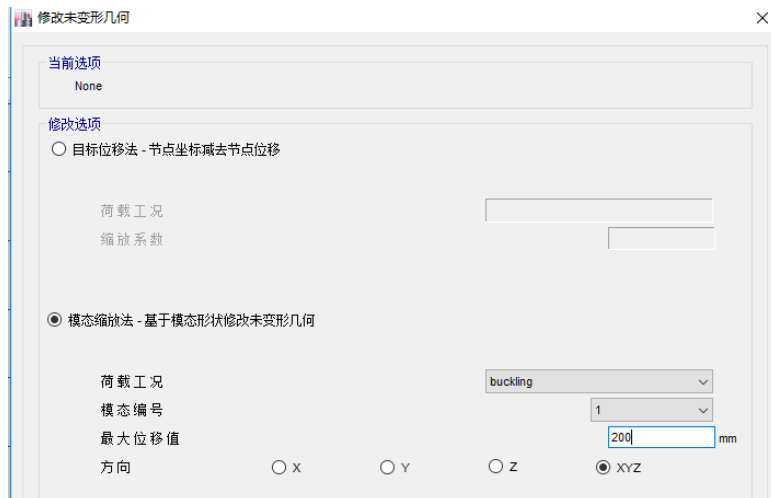 修改未变形几何
当前选项
None
修改选项
目标位移法 - 节点坐标减去节点位移
荷载工况
缩放系数
模态缩放法 - 基于模态形状修改未变形几何
荷载工况 buckling
模态编号 1
最大位移值 200 mm
方向 X Y Z XYZ